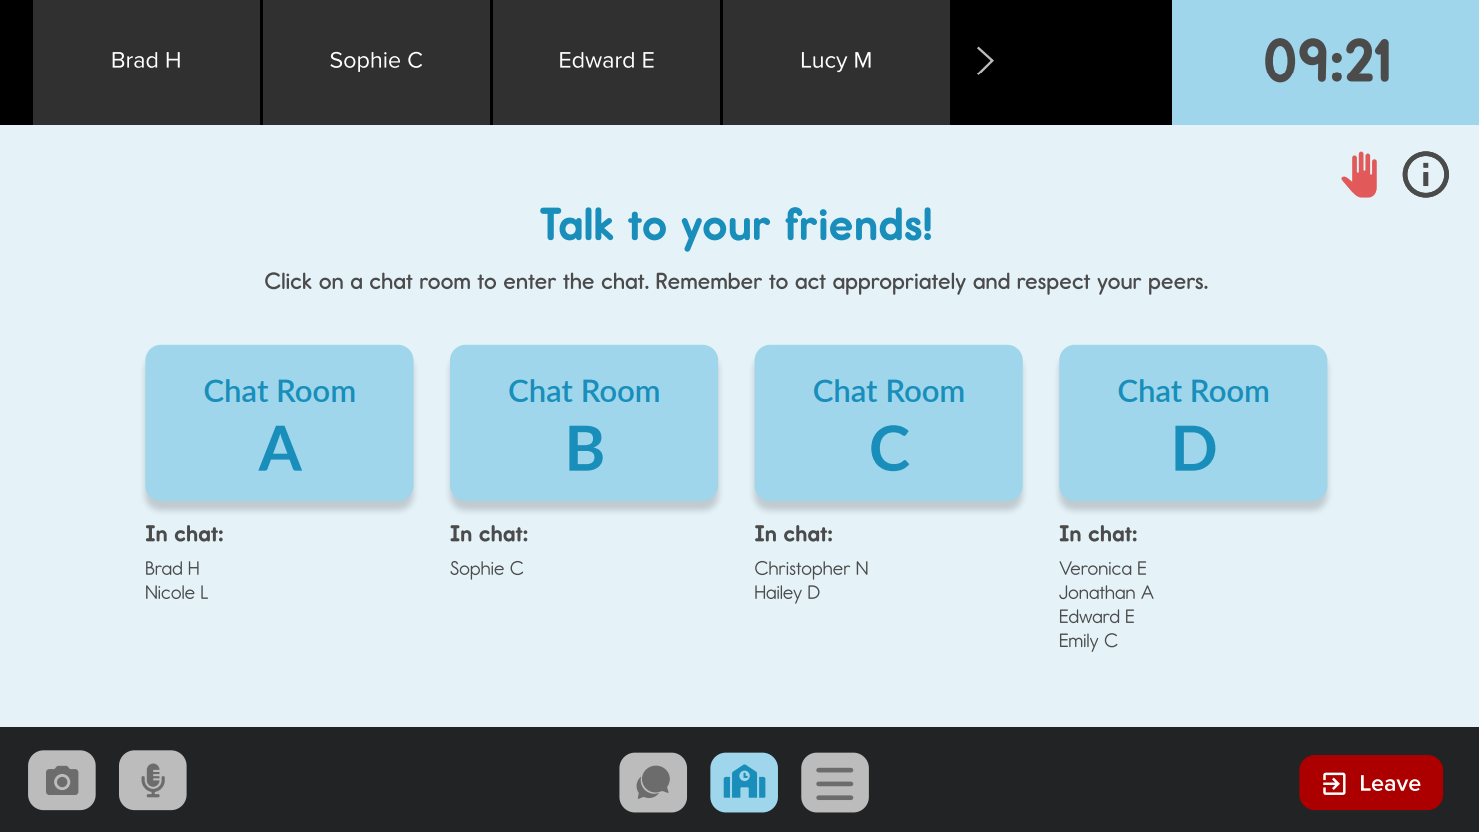 Brad H
Sophie C
Edward E
Lucy M
09:21
Talk to your friends!
Click on a chat room to enter the chat. Remember to act appropriately and respect your peers.
Chat Room
A
In chat:
Brad H
Nicole L
Chat Room
B
In chat:
Sophie C
Chat Room
C
In chat:
Christopher N
Hailey D
Chat Room
D
In chat:
Veronica E
Jonathan A
Edward E
Emily C
Leave